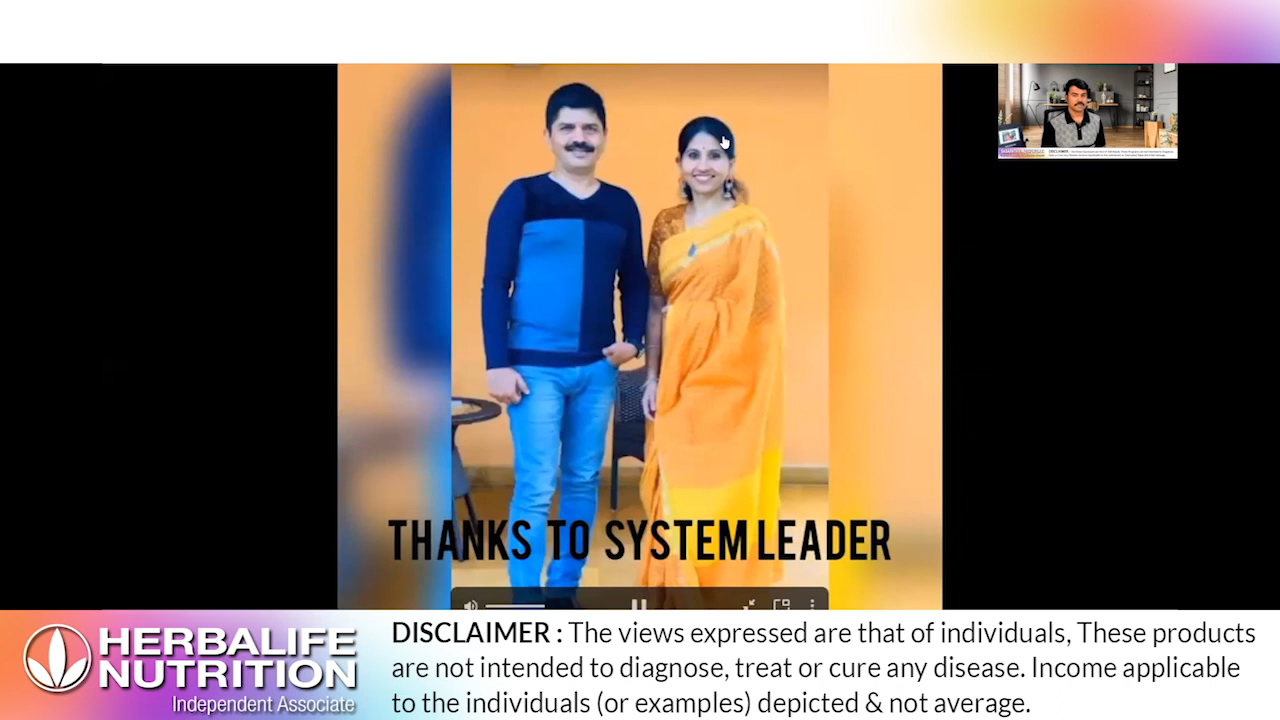 THANKS TO SYSTEM LEADER
HERBALIFE
NUTRITION
Independent Associate
DISCLAIMER : The views expressed are that of individuals, These products
are not intended to diagnose, treat or cure any disease. Income applicable
to the individuals (or examples) depicted & not average.